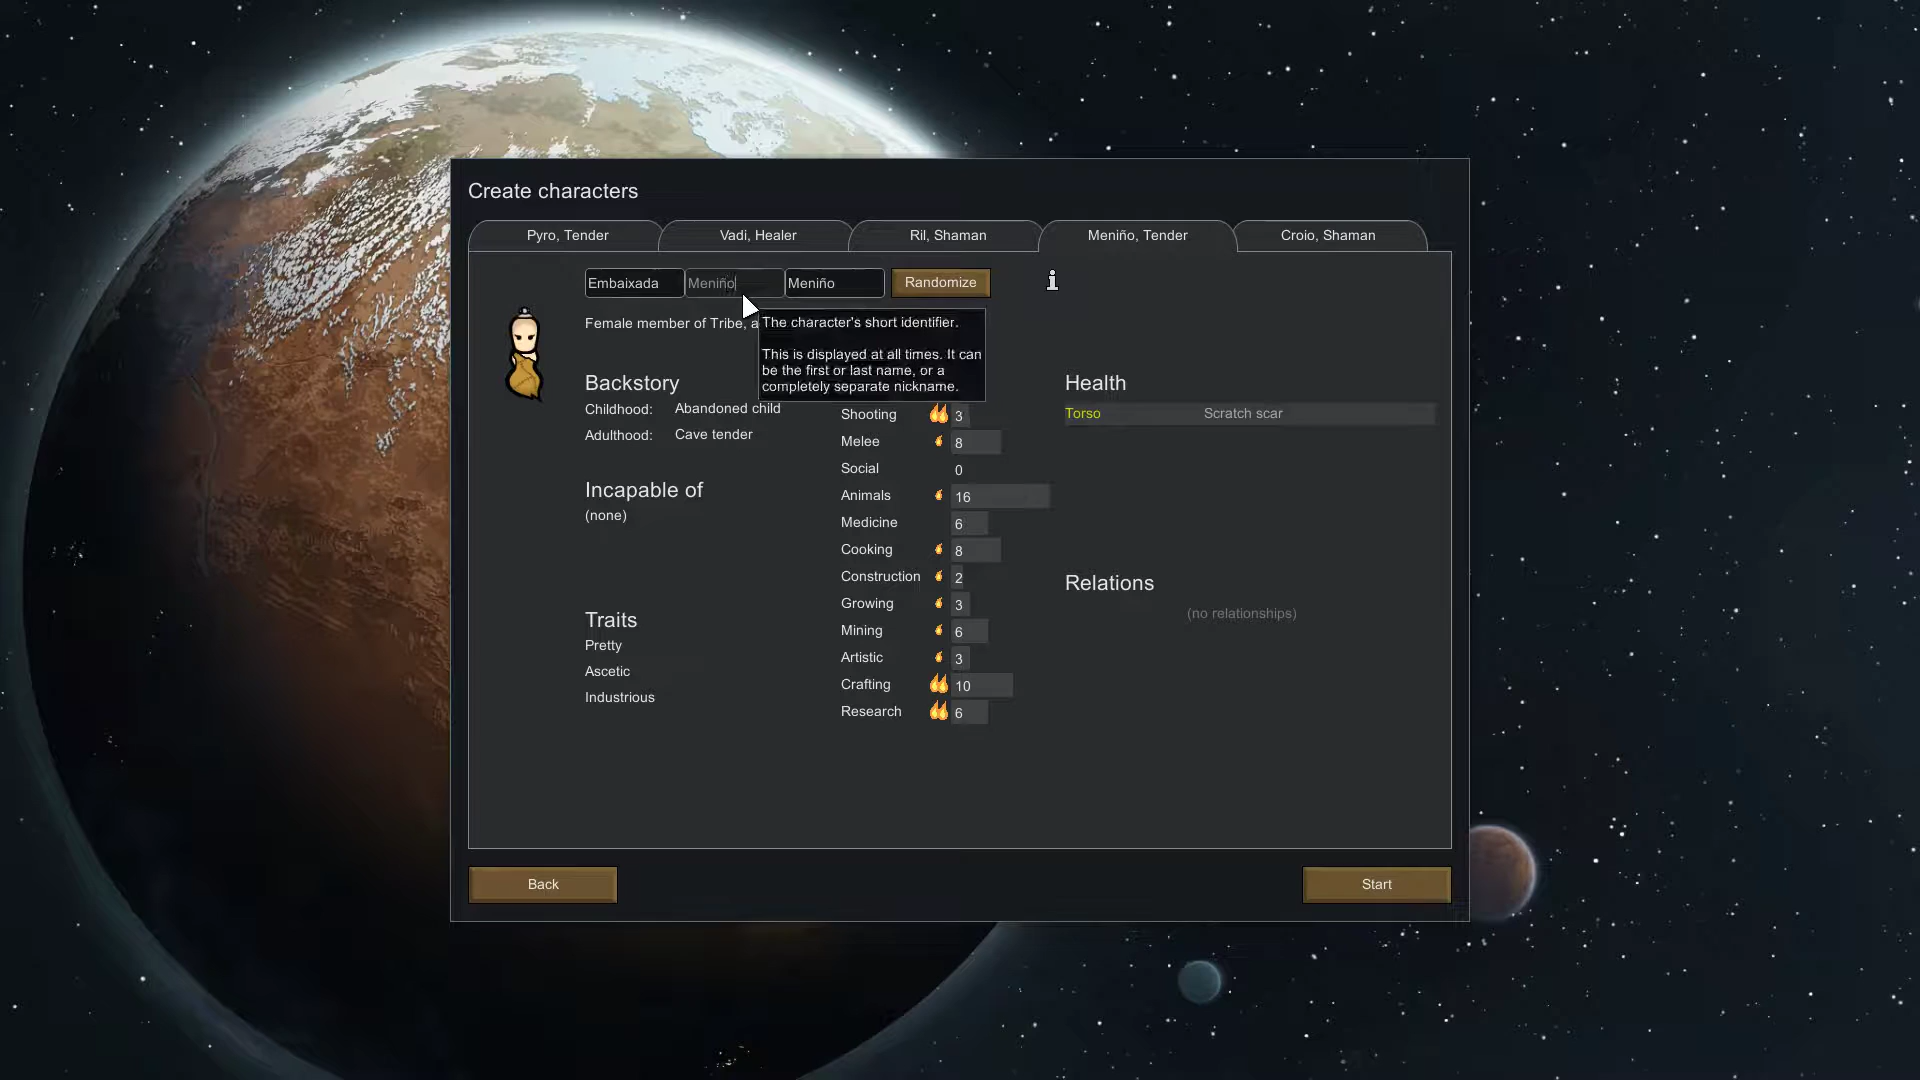 Create characters
Pyro, Tender
Vadi, Healer
Ril, Shaman
Meniño, Tender
Croio, Shaman
Embaixada
Meniño
Meniño
Randomize
Female member of Tribe, a
The character's short identifier.
This is displayed at all times. It can
be the first or last name, or a
completely separate nickname.
Backstory
Childhood: Abandoned child
Adulthood: Cave tender
Incapable of
(none)
Traits
Pretty
Ascetic
Industrious
Shooting 3
Melee 8
Social 0
Animals 16
Medicine 6
Cooking 8
Construction 2
Growing 3
Mining 6
Artistic 3
Crafting 10
Research 6
Health
Torso Scratch scar
Relations
(no relationships)
Back
Start